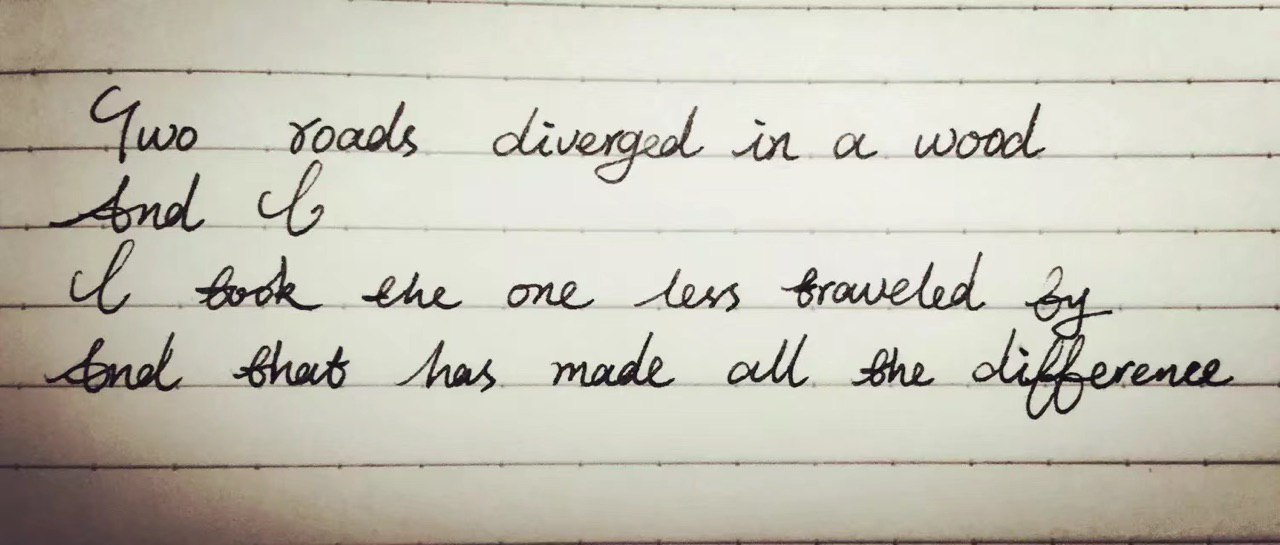 Two roads diverged in a wood
And I
I took the one less traveled by
And that has made all the difference